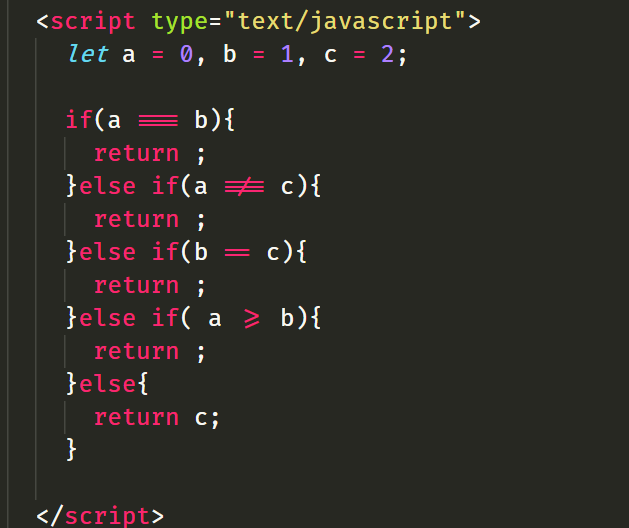 <script type="text/javascript">
let a = 0, b = 1, c = 2;
if(a === b){
return ;
}else if(a !== c){
return ;
}else if(b == c){
return ;
}else if( a >= b){
return ;
}else{
return c;
}
</script>